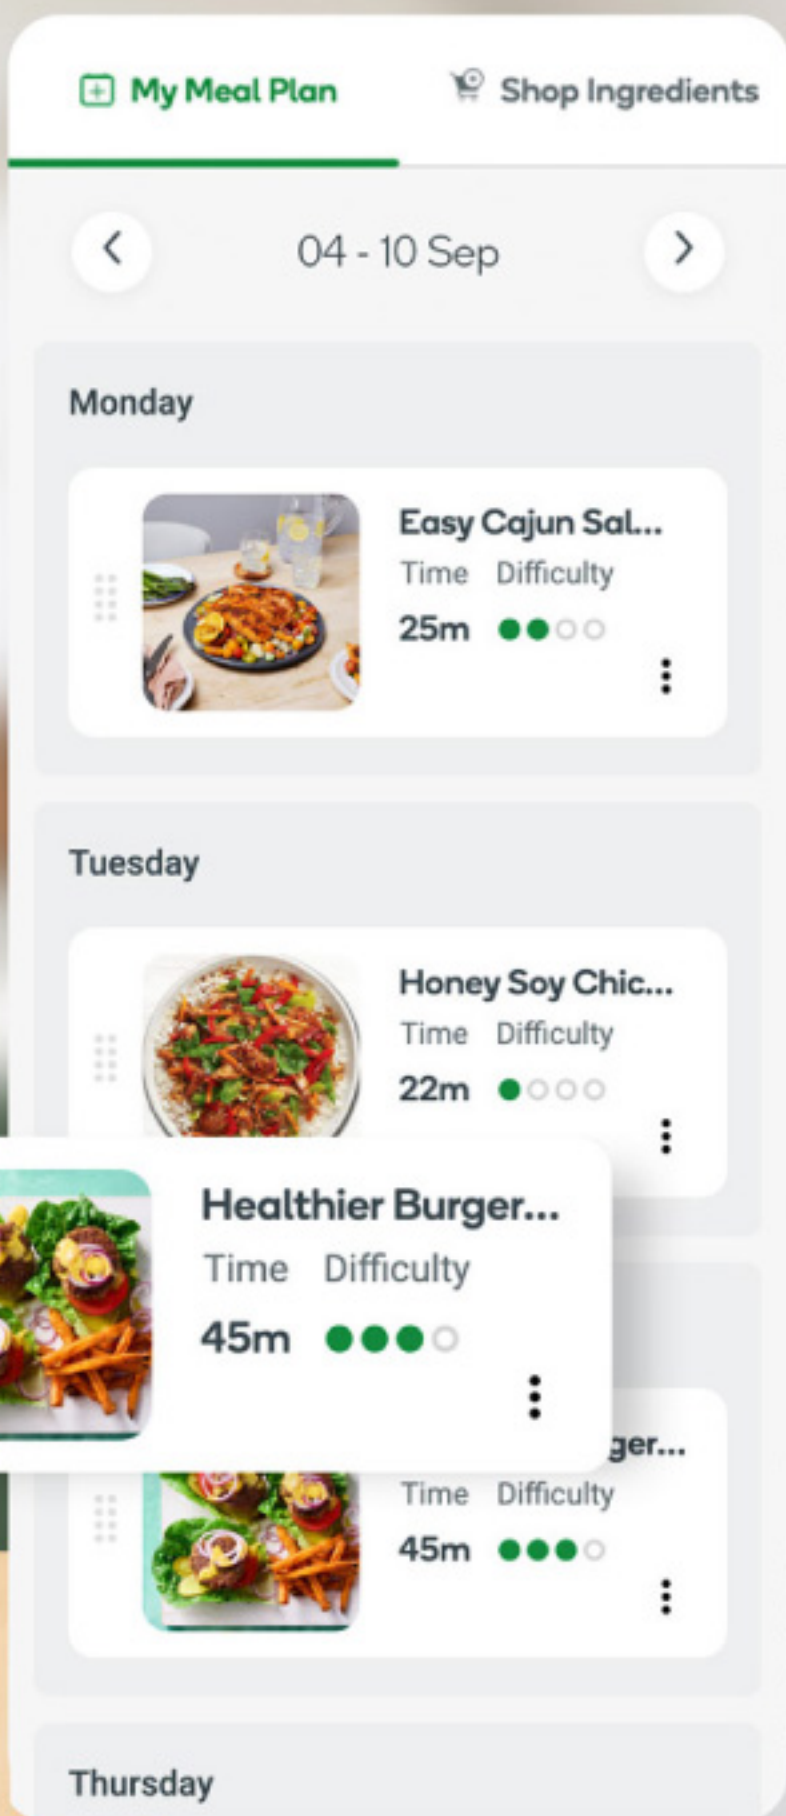 My Meal Plan
Shop Ingredients
04 - 10 Sep
Monday
Easy Cajun Sal...
Time Difficulty
25m
Tuesday
Honey Soy Chic...
Time Difficulty
22m
Healthier Burger...
Time Difficulty
45m
ger...
Time Difficulty
45m
Thursday